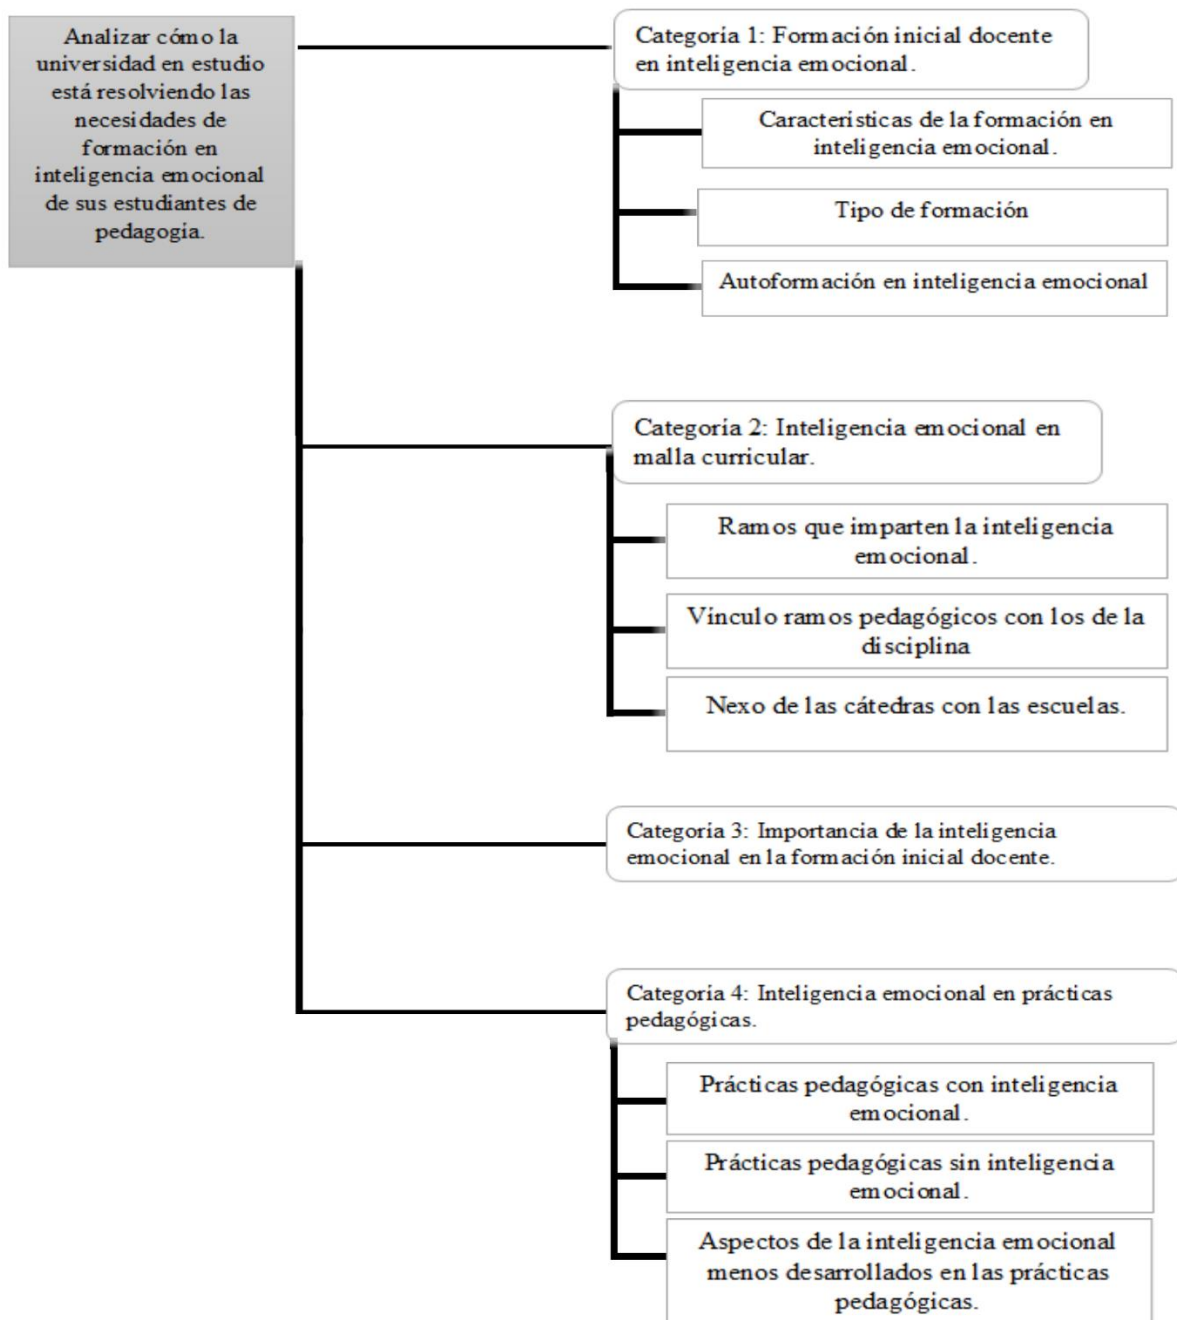 Analizar cómo la
universidad en estudio
está resolviendo las
necesidades de
formación en
inteligencia emocional
de sus estudiantes de
pedagogia.
Categoria 1: Formación inicial docente
en inteligencia emocional.
Caracteristicas de la formación en
inteligencia emocional.
Tipo de formación
Autoformación en inteligencia emocional
Categoría 2: Inteligencia emocional en
malla curricular.
Ramos que imparten la inteligencia
emocional.
Vínculo ramos pedagógicos con los de la
disciplina
Nexo de las cátedras con las escuelas.
Categoria 3: Importancia de la inteligencia
emocional en la formación inicial docente.
Categoria 4: Inteligencia emocional en prácticas
pedagógicas.
Prácticas pedagógicas con inteligencia
emocional.
Prácticas pedagógicas sin inteligencia
emocional.
Aspectos de la inteligencia emocional
menos desarrollados en las prácticas
pedagógicas.